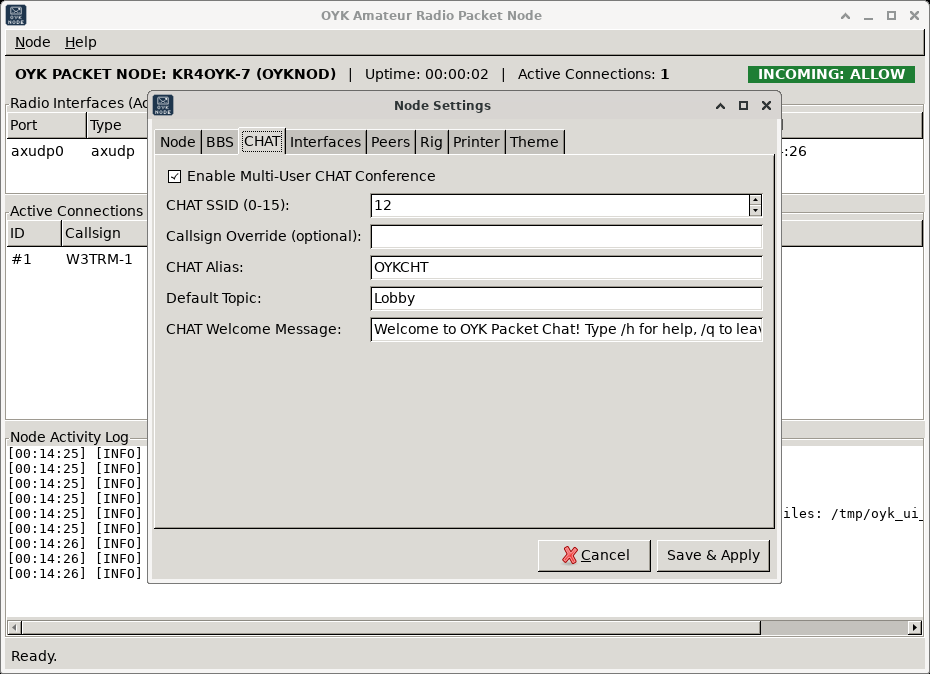 OYK Amateur Radio Packet Node
Node Help
OYK PACKET NODE: KR4OYK-7 (OYKNOD) | Uptime: 00:00:02 | Active Connections: 1 INCOMING: ALLOW
Radio Interfaces
Port Type
axudp0 axudp :26
Active Connections
ID Callsign
#1 W3TRM-1
Node Settings
Node BBS CHAT Interfaces Peers Rig Printer Theme
Enable Multi-User CHAT Conference
CHAT SSID (0-15): 12
Callsign Override (optional):
CHAT Alias: OYKCHT
Default Topic: Lobby
CHAT Welcome Message: Welcome to OYK Packet Chat! Type /h for help, /q to
Cancel Save & Apply
Node Activity Log
[00:14:25] [INFO]
[00:14:25] [INFO]
[00:14:25] [INFO]
[00:14:25] [INFO]
[00:14:25] [INFO] iles: /tmp/oyk_ui_
[00:14:25] [INFO]
[00:14:26] [INFO]
[00:14:26] [INFO]
[00:14:26] [INFO]
Ready.